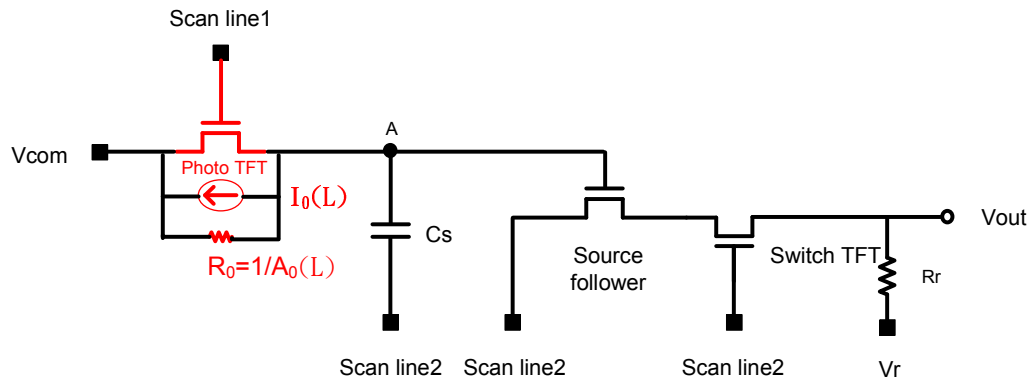 Scan line1
Vcom
Photo TFT
I₀(L)
R₀=1/A₀(L)
A
Cs
Source
follower
Switch TFT
Vout
Rr
Scan line2
Scan line2
Scan line2
Vr